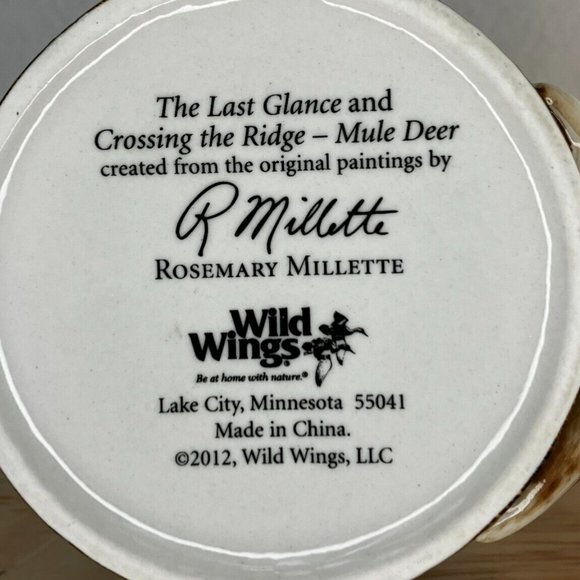 The Last Glance and
Crossing the Ridge – Mule Deer
created from the original paintings by
R Millette
ROSEMARY MILLETTE
Wild
Wings®
Be at home with nature.®
Lake City, Minnesota 55041
Made in China.
©2012, Wild Wings, LLC